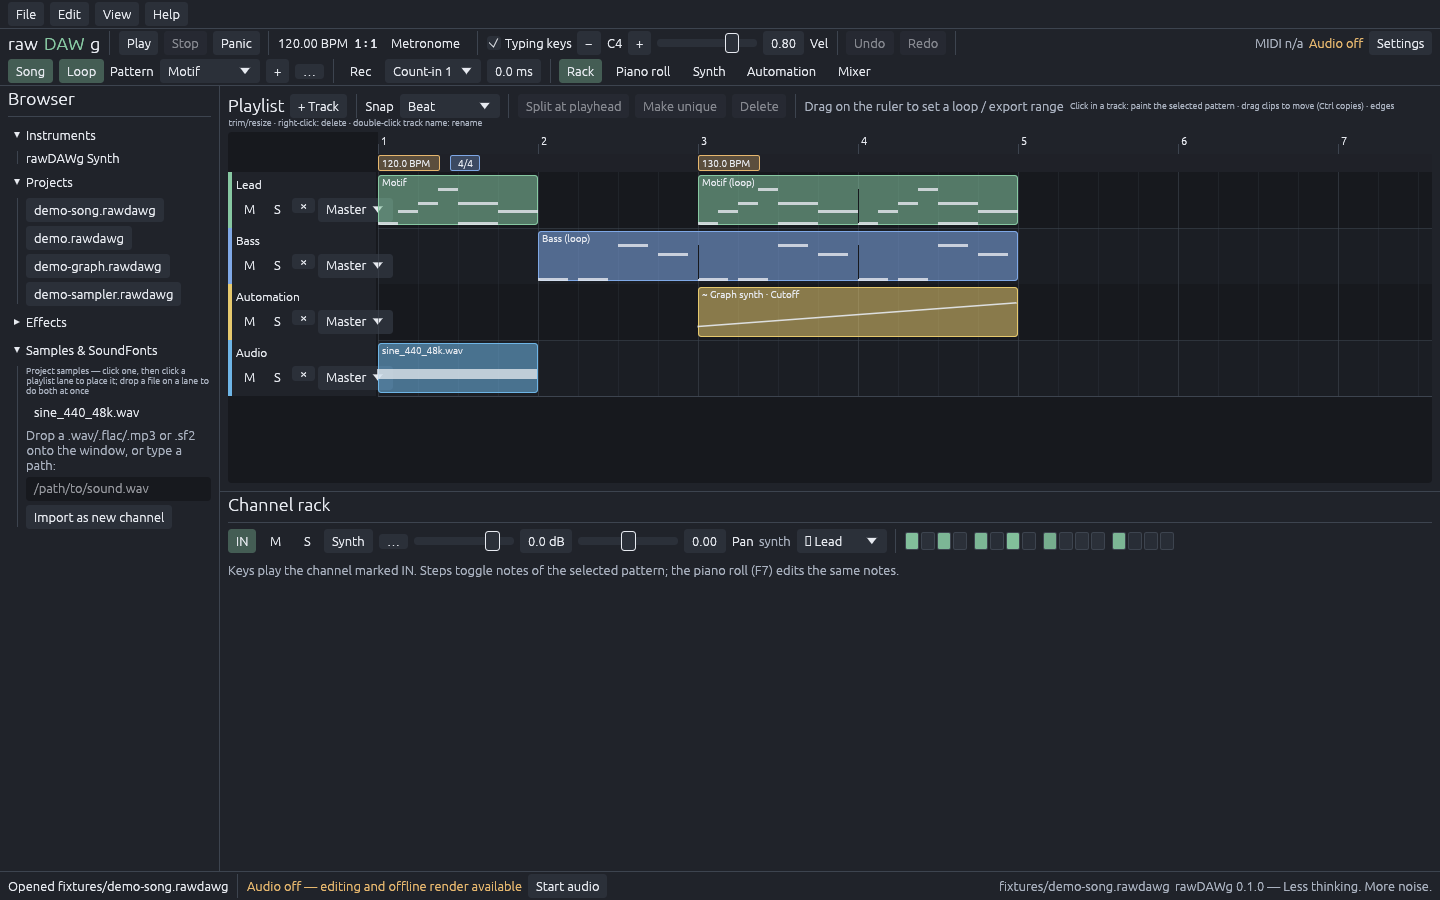 File Edit View Help
raw DAW g Play Stop Panic 120.00 BPM 1:1 Metronome Typing keys – C4 + 0.80 Vel Undo Redo MIDI n/a Audio off Settings
Song Loop Pattern Motif + ... Rec Count-in 1 0.0 ms Rack Piano roll Synth Automation Mixer
Browser
Instruments
rawDAWg Synth
Projects
demo-song.rawdawg
demo.rawdawg
demo-graph.rawdawg
demo-sampler.rawdawg
Effects
Samples & SoundFonts
Project samples — click one, then click a
playlist lane to place it; drop a file on a lane to
do both at once
sine_440_48k.wav
Drop a .wav/.flac/.mp3 or .sf2
onto the window, or type a
path:
/path/to/sound.wav
Import as new channel
Playlist + Track Snap Beat Split at playhead Make unique Delete Drag on the ruler to set a loop / export range Click in a track: paint the selected pattern · drag clips to move (Ctrl copies) · edges
trim/resize · right-click: delete · double-click track name: rename
1 2 3 4 5 6 7
120.0 BPM 4/4 130.0 BPM
Lead Motif Motif (loop)
M S × Master
Bass Bass (loop)
M S × Master
Automation ~ Graph synth · Cutoff
M S × Master
Audio sine_440_48k.wav
M S × Master
Channel rack
IN M S Synth ... 0.0 dB 0.00 Pan synth Lead
Keys play the channel marked IN. Steps toggle notes of the selected pattern; the piano roll (F7) edits the same notes.
Opened fixtures/demo-song.rawdawg Audio off — editing and offline render available Start audio fixtures/demo-song.rawdawg rawDAWg 0.1.0 — Less thinking. More noise.